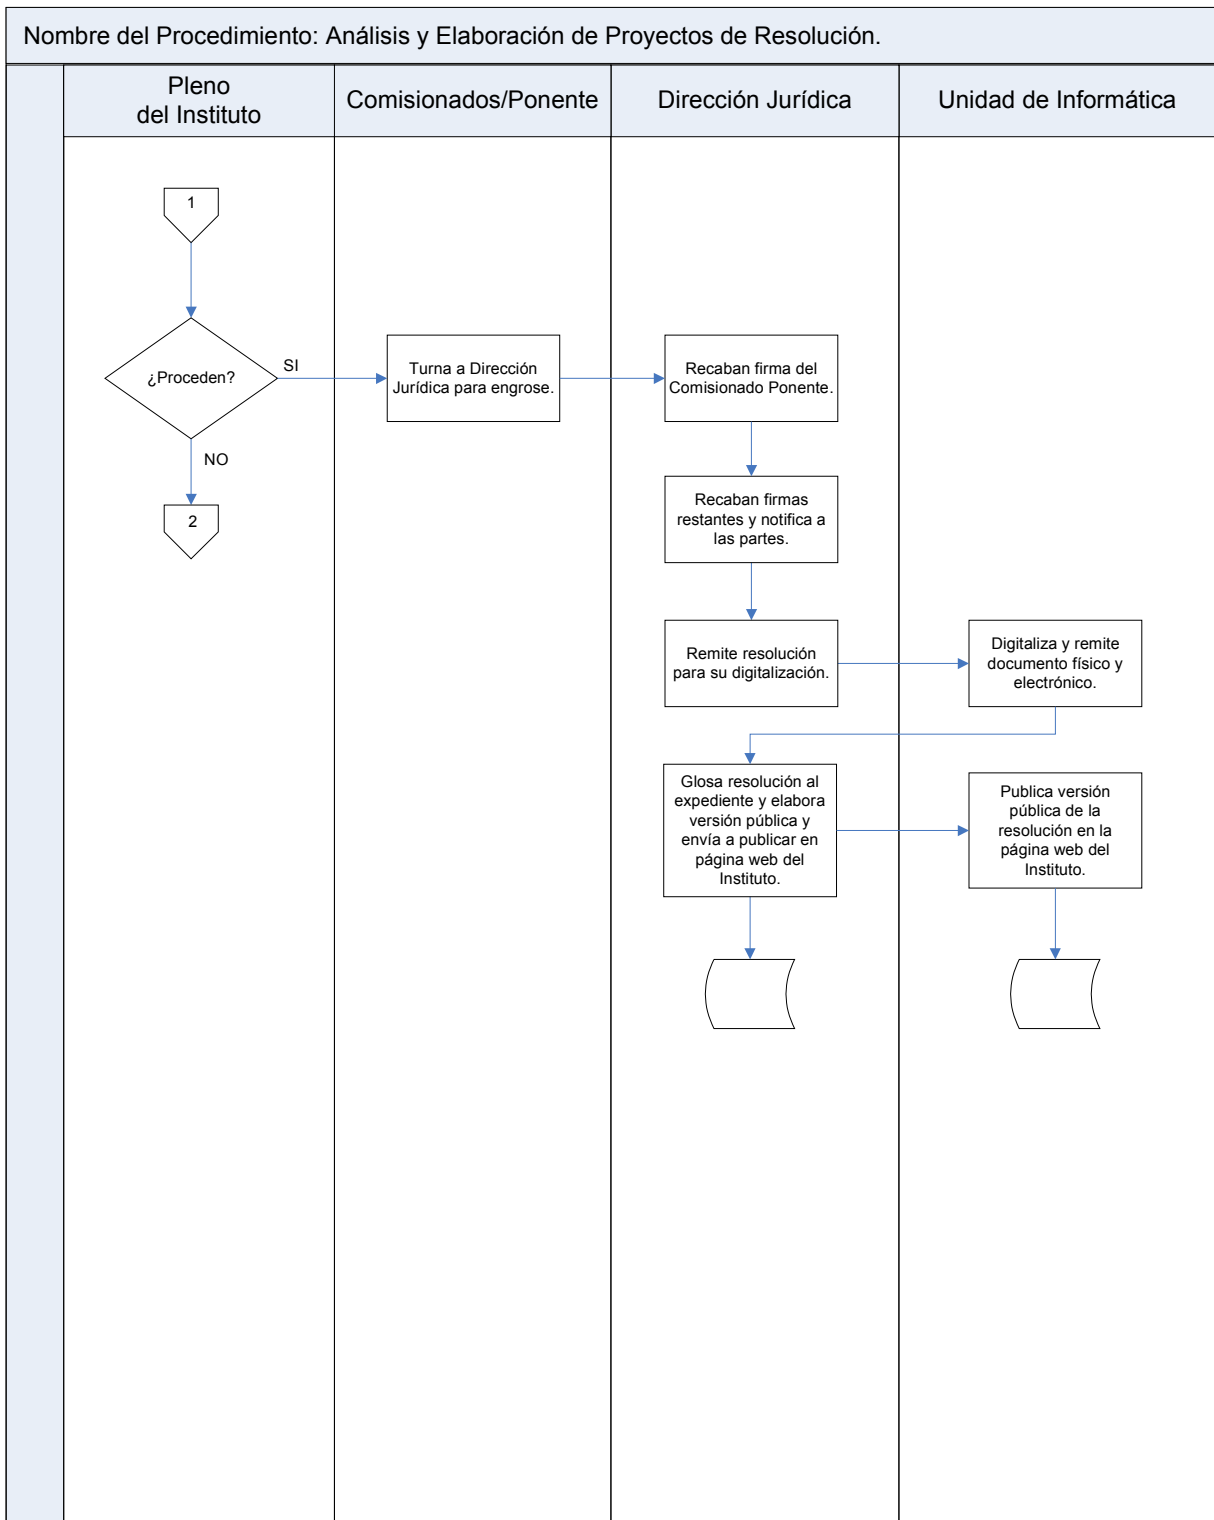 Nombre del Procedimiento: Análisis y Elaboración de Proyectos de Resolución.
Pleno
del Instituto
Comisionados/Ponente
Dirección Jurídica
Unidad de Informática
1
¿Proceden?
SI
NO
2
Turna a Dirección
Jurídica para engrose.
Recaban firma del
Comisionado Ponente.
Recaban firmas
restantes y notifica a
las partes.
Remite resolución
para su digitalización.
Digitaliza y remite
documento físico y
electrónico.
Glosa resolución al
expediente y elabora
versión pública y
envía a publicar en
página web del
Instituto.
Publica versión
pública de la
resolución en la
página web del
Instituto.